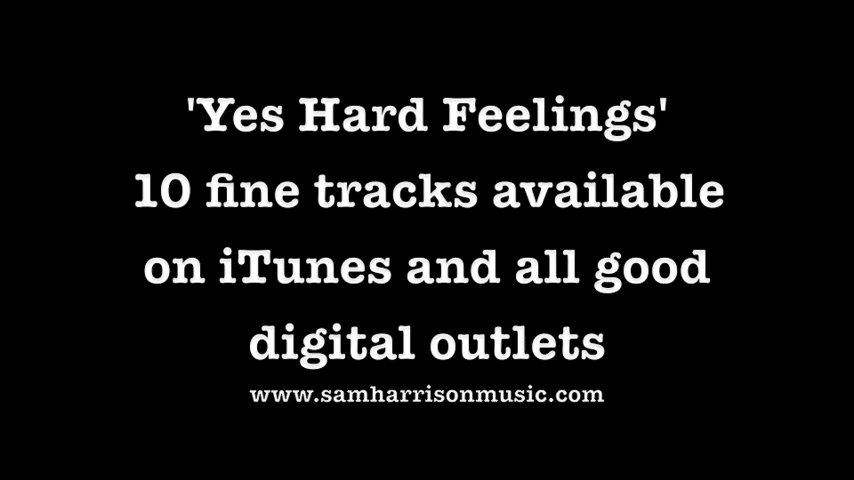 'Yes Hard Feelings'
10 fine tracks available
on iTunes and all good
digital outlets
www.samharrisonmusic.com